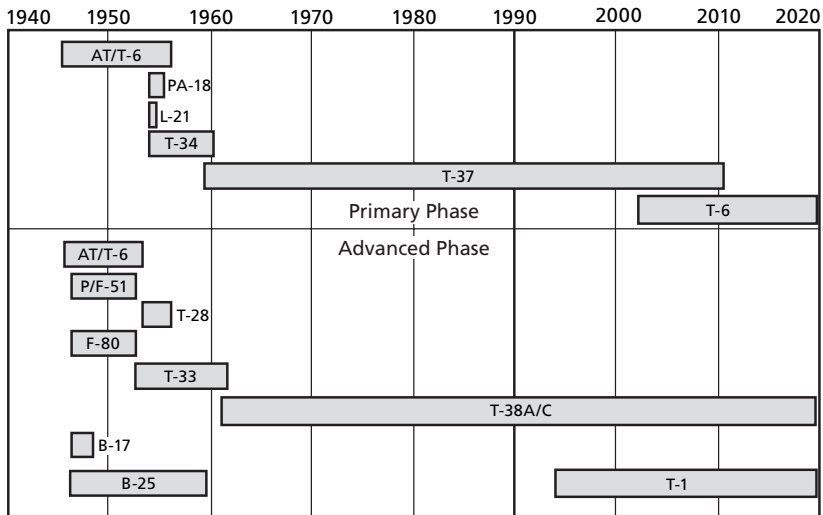 1940 1950 1960 1970 1980 1990 2000 2010 2020
AT/T-6
PA-18
L-21
T-34
T-37
T-6
Primary Phase
Advanced Phase
AT/T-6
P/F-51
T-28
F-80
T-33
T-38A/C
B-17
B-25 T-1